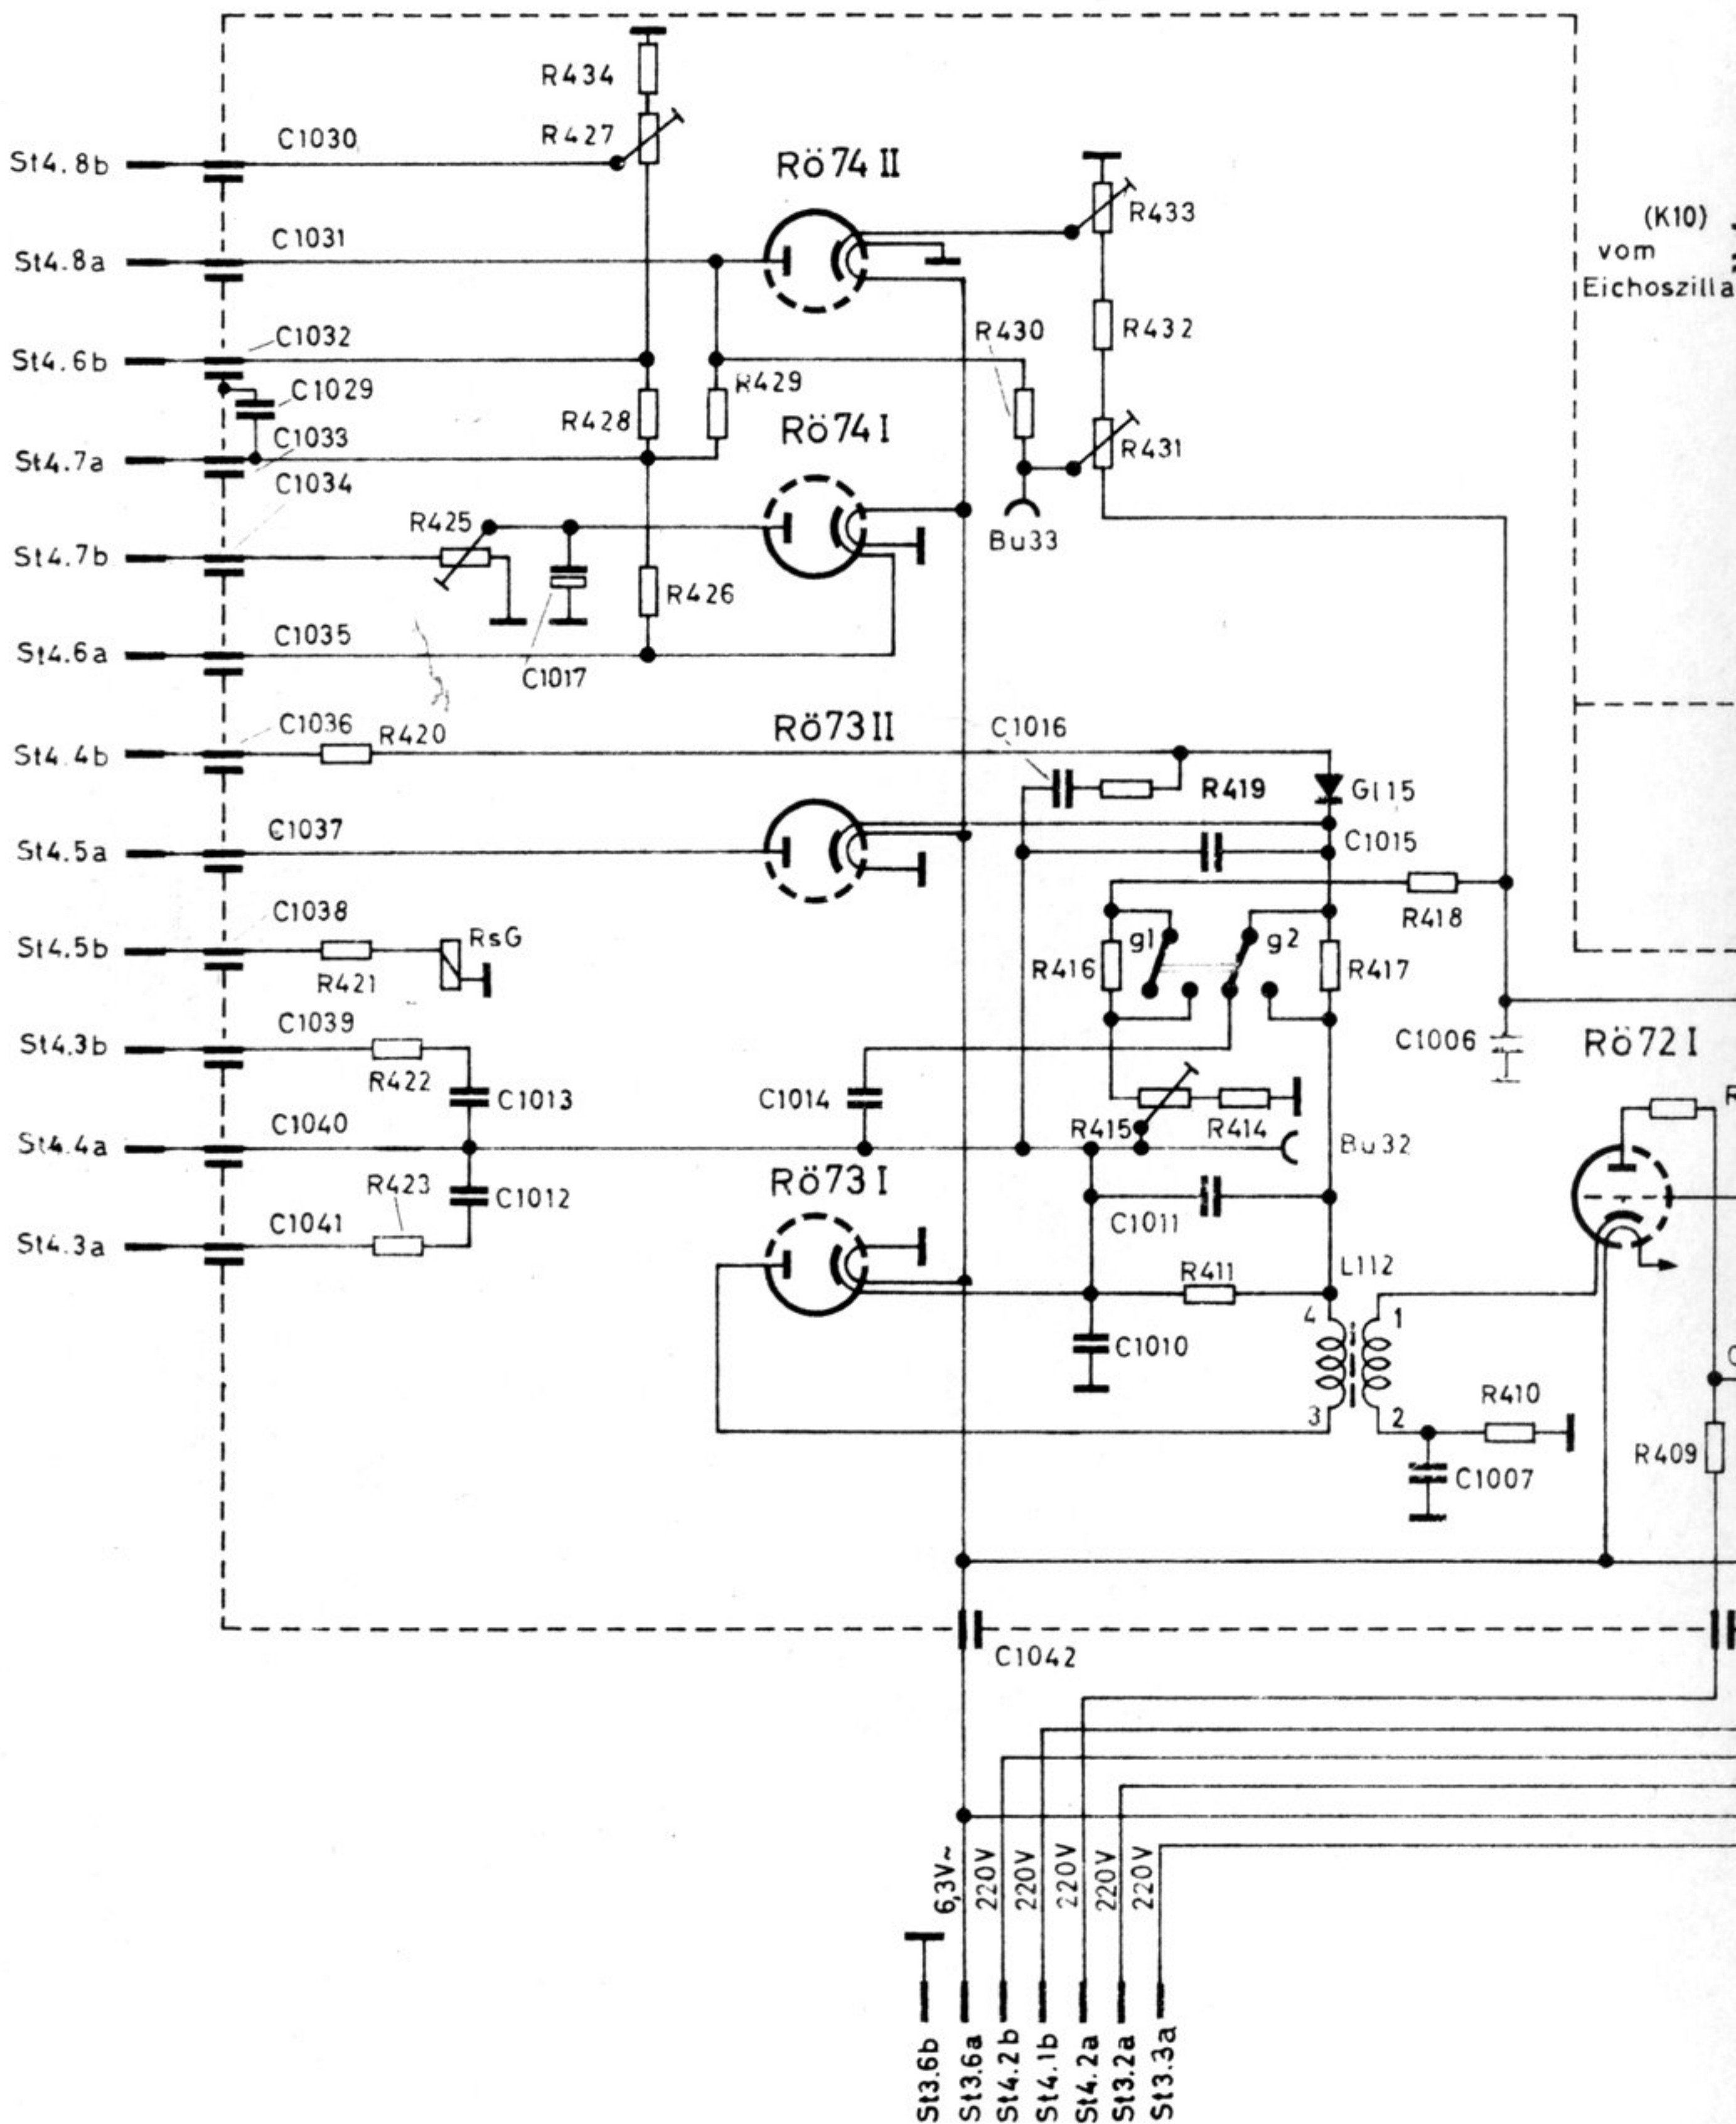 R434
C1030
R427
St4.8b
Rö74 II
R433
(K10)
C1031
vom
St4.8a
Eichoszilla
C1032
R430
R432
St4.6b
C1029
R429
R428
Rö74 I
C1033
R431
St4.7a
C1034
R425
Bu33
St4.7b
R426
C1035
St4.6a
C1017
C1036
R420
Rö73 II
C1016
St4.4b
R419
Gl15
C1037
C1015
St4.5a
C1038
RsG
R418
St4.5b
g1
g2
R421
R416
R417
C1039
St4.3b
C1006
Rö72 I
R422
C1013
C1014
R
C1040
R415
R414
Bu32
St4.4a
R423
Rö73 I
C1012
C1011
C1041
St4.3a
R411
L112
4
1
C1010
R410
3
2
R409
C1007
C1042
6,3V~
220V
220V
220V
220V
220V
St3.6b
St3.6a
St4.2b
St4.1b
St4.2a
St3.2a
St3.3a